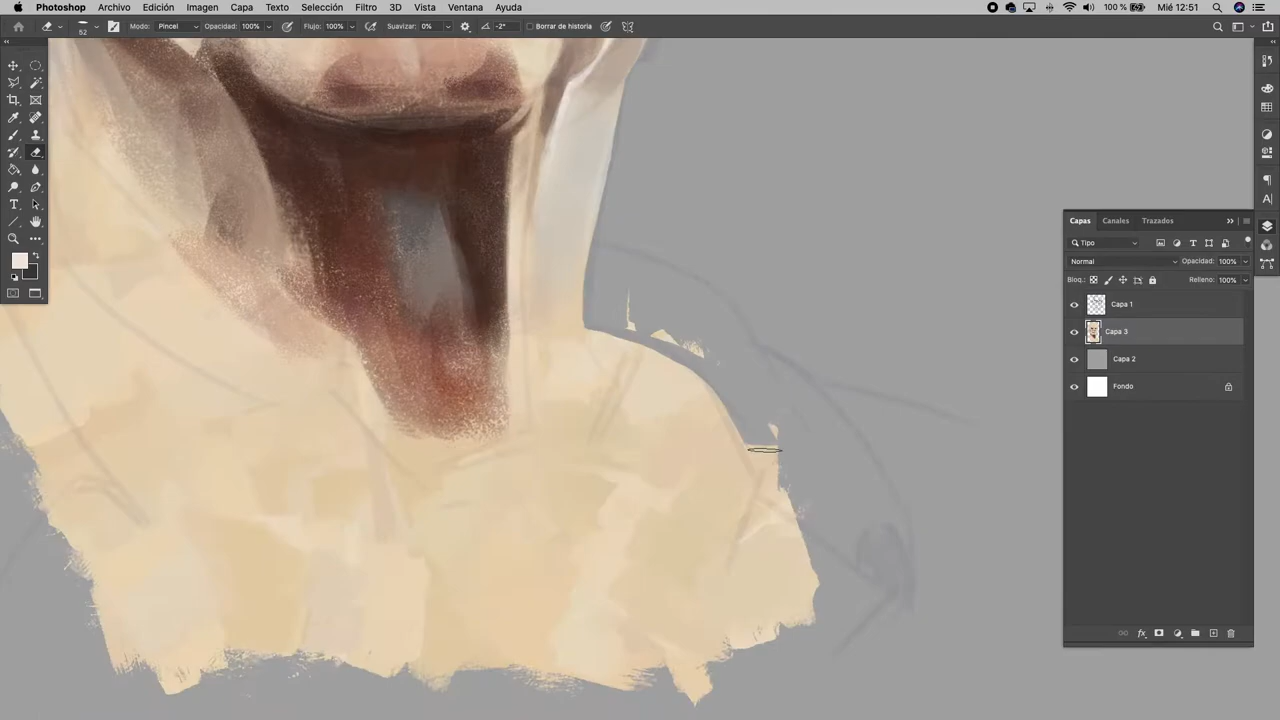 Photoshop Archivo Edición Imagen Capa Texto Selección Filtro 3D Vista Ventana Ayuda 100 % Mié 12:51
52 Modo: Pincel Opacidad: 100% Flujo: 100% Suavizar: 0% -2° Borrar de historia
Capas Canales Trazados
Tipo
Normal Opacidad: 100%
Bloq.: Relleno: 100%
Capa 1
Capa 3
Capa 2
Fondo